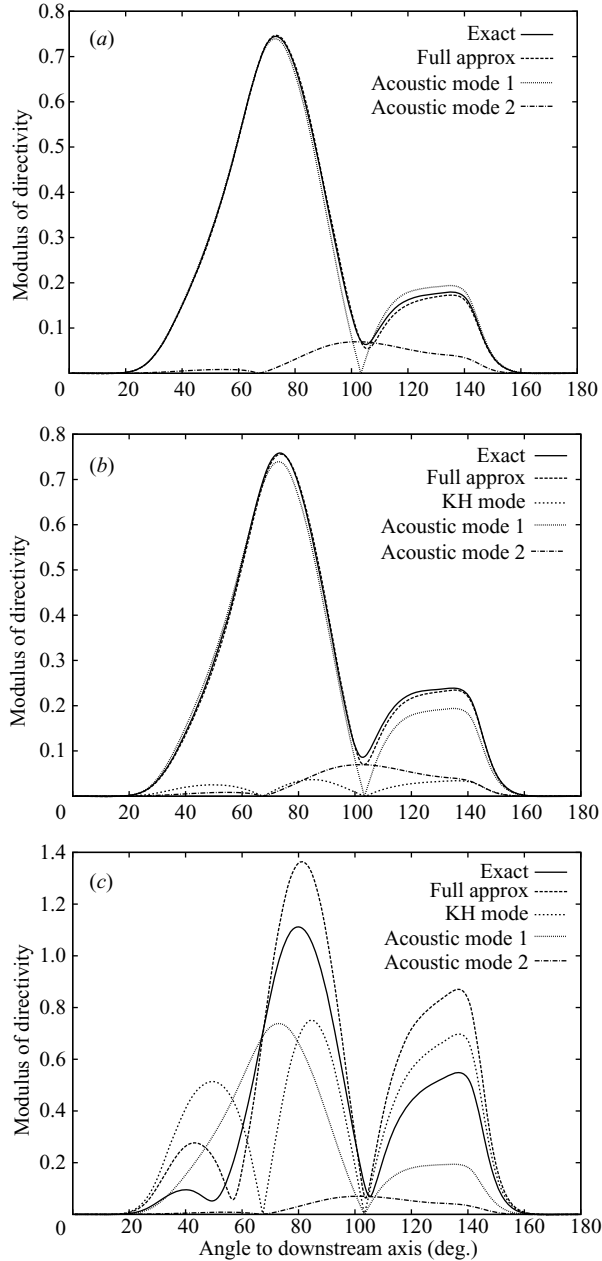 0.8
(a)
Exact
Full approx
Acoustic mode 1
Acoustic mode 2
0.7
0.6
0.5
0.4
0.3
0.2
0.1
Modulus of directivity
0 20 40 60 80 100 120 140 160 180
0.8
(b)
Exact
Full approx
KH mode
Acoustic mode 1
Acoustic mode 2
0.7
0.6
0.5
0.4
0.3
0.2
0.1
Modulus of directivity
0 20 40 60 80 100 120 140 160 180
1.4
(c)
Exact
Full approx
KH mode
Acoustic mode 1
Acoustic mode 2
1.2
1.0
0.8
0.6
0.4
0.2
Modulus of directivity
0 20 40 60 80 100 120 140 160 180
Angle to downstream axis (deg.)